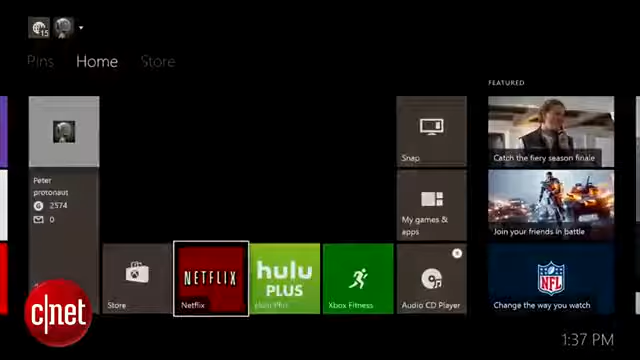 15
Pins Home Store
FEATURED
Snap
Catch the fiery season finale
Peter
protonaut
G 2574
0
My games &
apps
Join your friends in battle
Store
NETFLIX
Netflix
hulu
PLUS
Hulu Plus
Xbox Fitness
Audio CD Player
NFL
Change the way you watch
c|net
1:37 PM